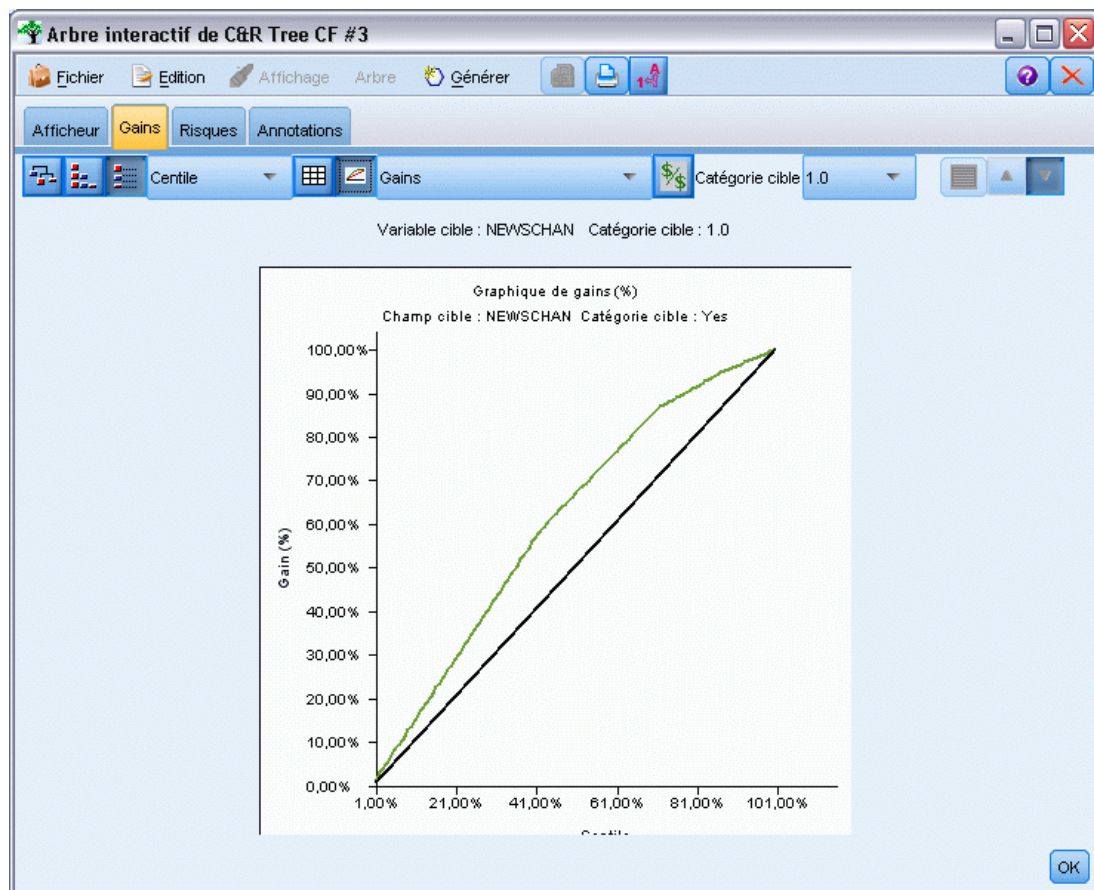 Arbre interactif de C&R Tree CF #3
Fichier Edition Affichage Arbre Générer
Afficheur Gains Risques Annotations
Centile Gains Catégorie cible 1.0
Variable cible : NEWSCHAN Catégorie cible : 1.0
Graphique de gains (%)
Champ cible : NEWSCHAN Catégorie cible : Yes
100,00%
90,00%
80,00%
70,00%
60,00%
50,00%
40,00%
30,00%
20,00%
10,00%
0,00%
Gain (%)
1,00% 21,00% 41,00% 61,00% 81,00% 101,00%
Centile
OK